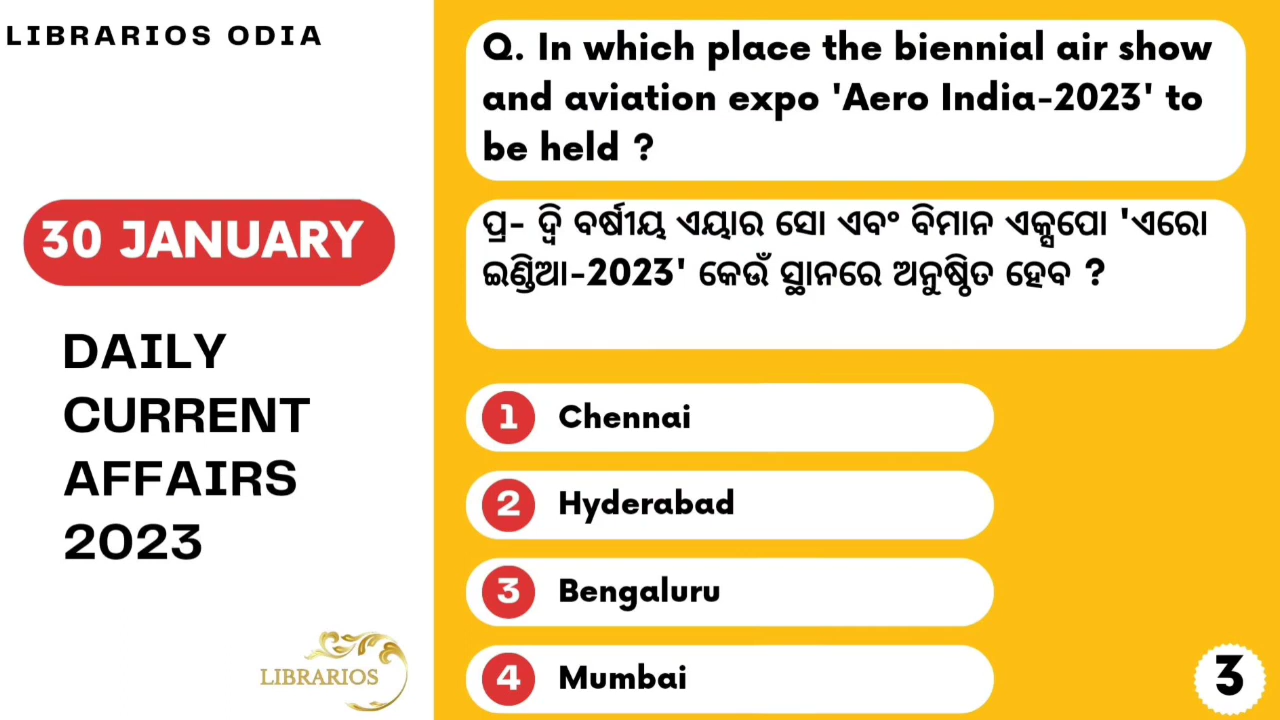 LIBRARIOS ODIA
30 JANUARY
DAILY
CURRENT
AFFAIRS
2023
LIBRARIOS
Q. In which place the biennial air show
and aviation expo 'Aero India-2023' to
be held ?
ପ୍ର- ଦ୍ୱି ବର୍ଷୀୟ ଏୟାର ସୋ ଏବଂ ବିମାନ ଏକ୍ସପୋ 'ଏରୋ
ଇଣ୍ଡିଆ-2023' କେଉଁ ସ୍ଥାନରେ ଅନୁଷ୍ଠିତ ହେବ ?
1 Chennai
2 Hyderabad
3 Bengaluru
4 Mumbai
3